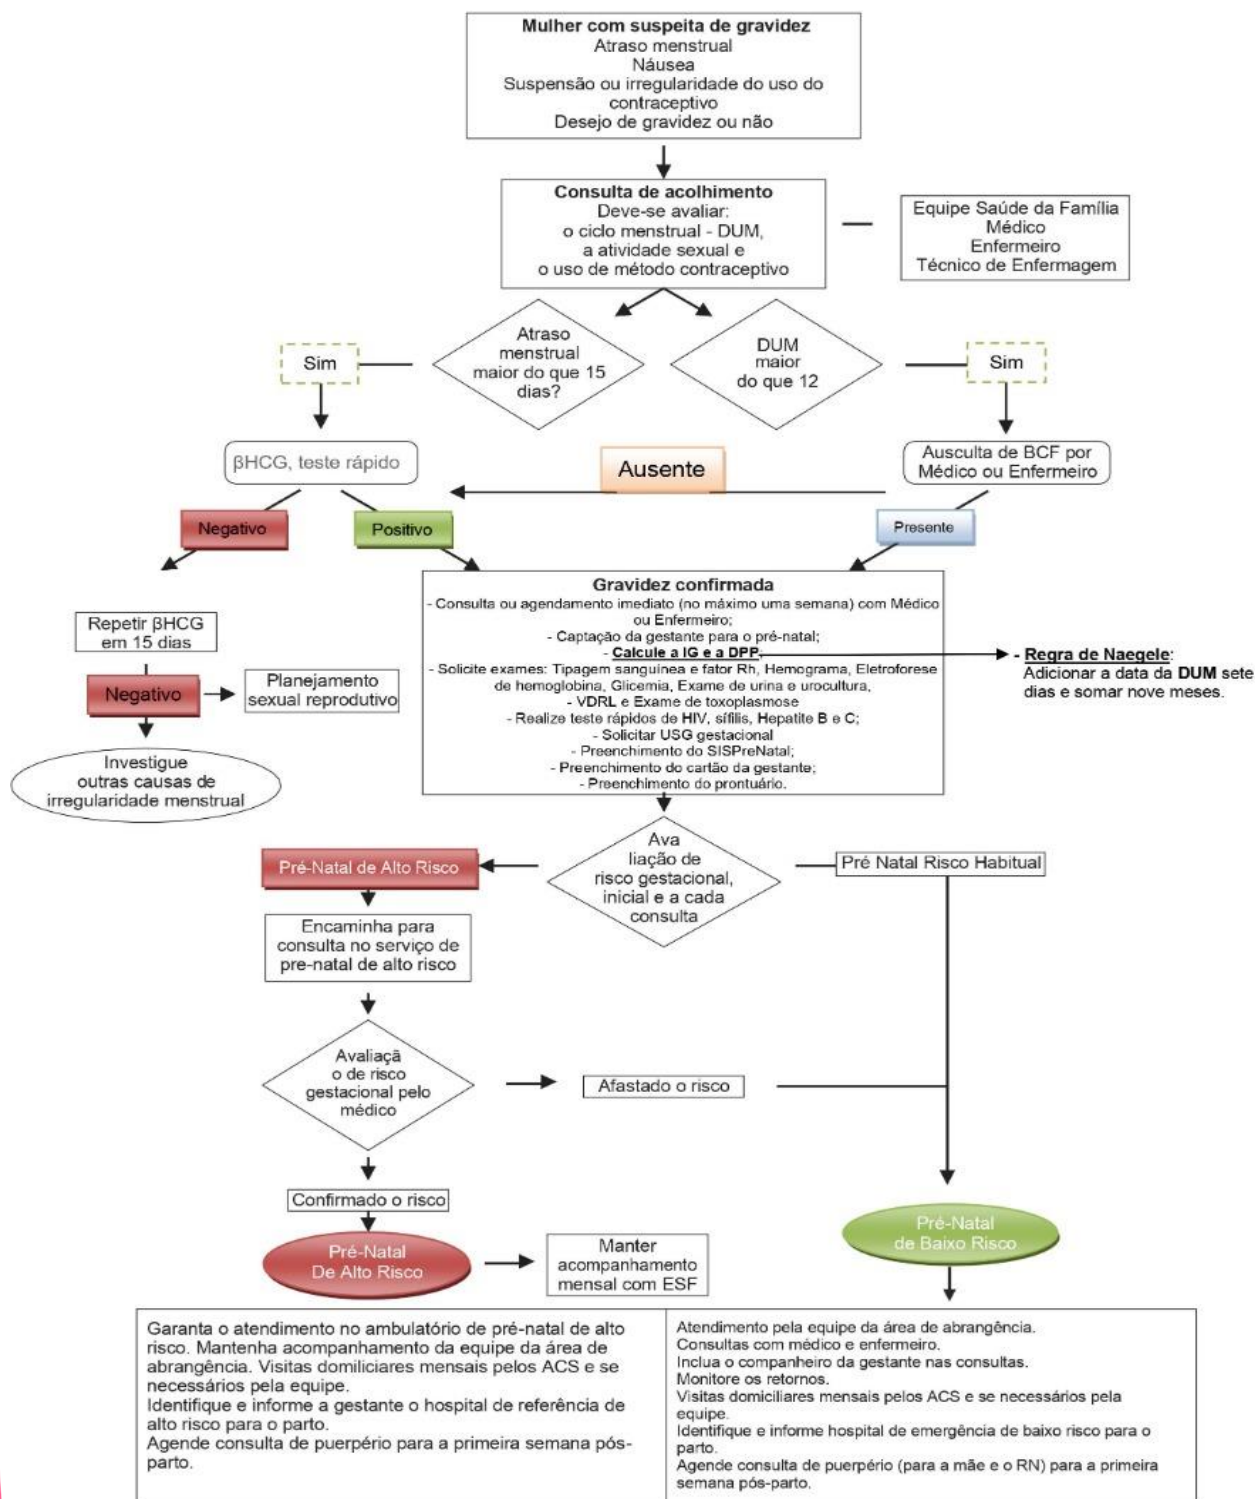 Mulher com suspeita de gravidez
Atraso menstrual
Náusea
Suspensão ou irregularidade do uso do
contraceptivo
Desejo de gravidez ou não
Consulta de acolhimento
Deve-se avaliar:
o ciclo menstrual - DUM,
a atividade sexual e
o uso de método contraceptivo
Equipe Saúde da Família
Médico
Enfermeiro
Técnico de Enfermagem
Sim
Atraso
menstrual
maior do que 15
dias?
DUM
maior
do que 12
Sim
βHCG, teste rápido
Ausente
Ausculta de BCF por
Médico ou Enfermeiro
Negativo
Positivo
Presente
Gravidez confirmada
- Consulta ou agendamento imediato (no máximo uma semana) com Médico
ou Enfermeiro;
- Captação da gestante para o pré-natal;
- Calcule a IG e a DPP;
- Solicite exames: Tipagem sanguínea e fator Rh, Hemograma, Eletroforese
de hemoglobina, Glicemia, Exame de urina e urocultura,
- VDRL e Exame de toxoplasmose
- Realize teste rápidos de HIV, sífilis, Hepatite B e C;
- Solicitar USG gestacional
- Preenchimento do SISPreNatal;
- Preenchimento do cartão da gestante;
- Preenchimento do prontuário.
- Regra de Naegele:
Adicionar a data da DUM sete
dias e somar nove meses.
Repetir βHCG
em 15 dias
Negativo
Planejamento
sexual reprodutivo
Investigue
outras causas de
irregularidade menstrual
Pré-Natal de Alto Risco
Ava
liação de
risco gestacional,
inicial e a cada
consulta
Pré Natal Risco Habitual
Encaminha para
consulta no serviço de
pre-natal de alto risco
Avaliaçã
o de risco
gestacional pelo
médico
Afastado o risco
Confirmado o risco
Pré-Natal
De Alto Risco
Manter
acompanhamento
mensal com ESF
Pré-Natal
de Baixo Risco
Garanta o atendimento no ambulatório de pré-natal de alto
risco. Mantenha acompanhamento da equipe da área de
abrangência. Visitas domiliciares mensais pelos ACS e se
necessários pela equipe.
Identifique e informe a gestante o hospital de referência de
alto risco para o parto.
Agende consulta de puerpério para a primeira semana pós-
parto.
Atendimento pela equipe da área de abrangência.
Consultas com médico e enfermeiro.
Inclua o companheiro da gestante nas consultas.
Monitore os retornos.
Visitas domiciliares mensais pelos ACS e se necessários pela
equipe.
Identifique e informe hospital de emergência de baixo risco para o
parto.
Agende consulta de puerpério (para a mãe e o RN) para a primeira
semana pós-parto.